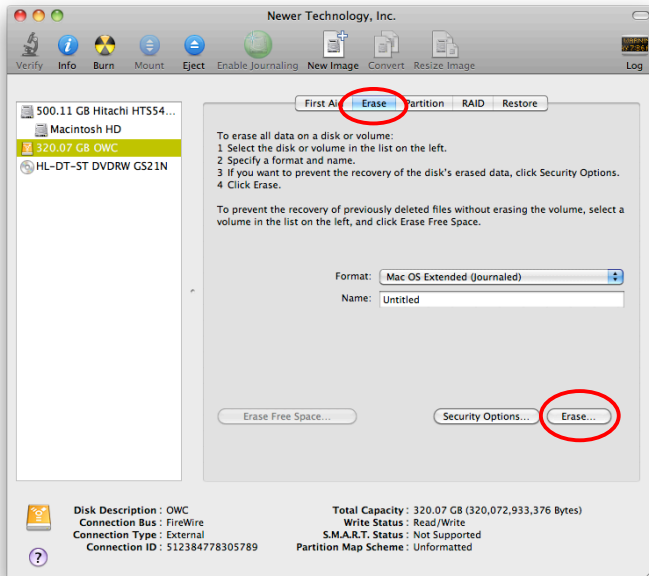 Newer Technology, Inc.
Verify Info Burn Mount Eject Enable Journaling New Image Convert Resize Image Log
First Aid Erase Partition RAID Restore
500.11 GB Hitachi HTS54...
Macintosh HD
320.07 GB OWC
HL-DT-ST DVDRW GS21N
To erase all data on a disk or volume:
1 Select the disk or volume in the list on the left.
2 Specify a format and name.
3 If you want to prevent the recovery of the disk's erased data, click Security Options.
4 Click Erase.
To prevent the recovery of previously deleted files without erasing the volume, select a
volume in the list on the left, and click Erase Free Space.
Format: Mac OS Extended (Journaled)
Name: Untitled
Erase Free Space... Security Options... Erase...
Disk Description : OWC Total Capacity : 320.07 GB (320,072,933,376 Bytes)
Connection Bus : FireWire Write Status : Read/Write
Connection Type : External S.M.A.R.T. Status : Not Supported
Connection ID : 512384778305789 Partition Map Scheme : Unformatted
?